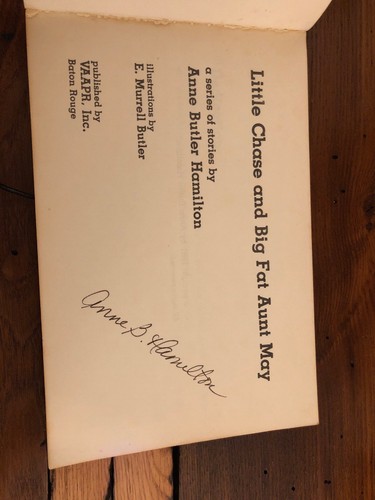 Little Chase and Big Fat Aunt May
a series of stories by
Anne Butler Hamilton
illustrations by
E. Murrell Butler
published by
VAAPR, Inc.
Baton Rouge
Anne B. Hamilton